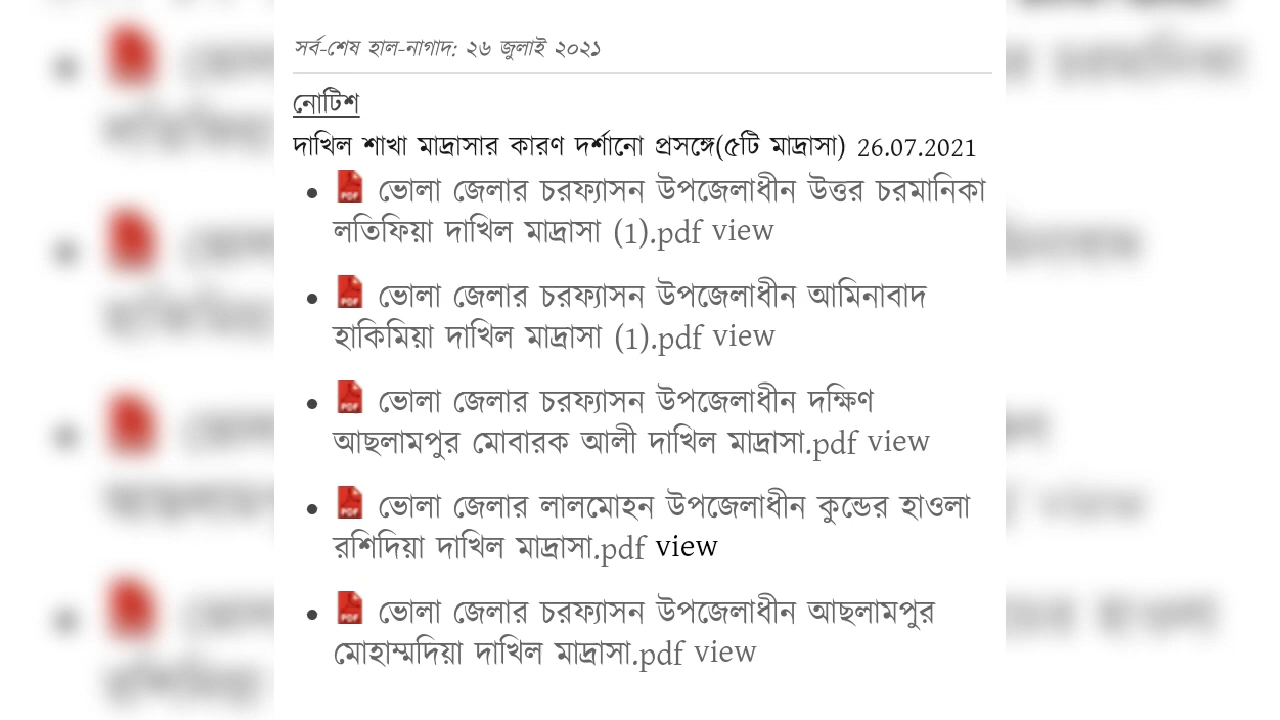 সর্ব-শেষ হাল-নাগাদ: ২৬ জুলাই ২০২১
নোটিশ
দাখিল শাখা মাদ্রাসার কারণ দর্শানো প্রসঙ্গে(৫টি মাদ্রাসা) 26.07.2021
ভোলা জেলার চরফ্যাসন উপজেলাধীন উত্তর চরমানিকা
লতিফিয়া দাখিল মাদ্রাসা (1).pdf view
ভোলা জেলার চরফ্যাসন উপজেলাধীন আমিনাবাদ
হাকিমিয়া দাখিল মাদ্রাসা (1).pdf view
ভোলা জেলার চরফ্যাসন উপজেলাধীন দক্ষিণ
আছলামপুর মোবারক আলী দাখিল মাদ্রাসা.pdf view
ভোলা জেলার লালমোহন উপজেলাধীন কুন্ডের হাওলা
রশিদিয়া দাখিল মাদ্রাসা.pdf view
ভোলা জেলার চরফ্যাসন উপজেলাধীন আছলামপুর
মোহাম্মদিয়া দাখিল মাদ্রাসা.pdf view